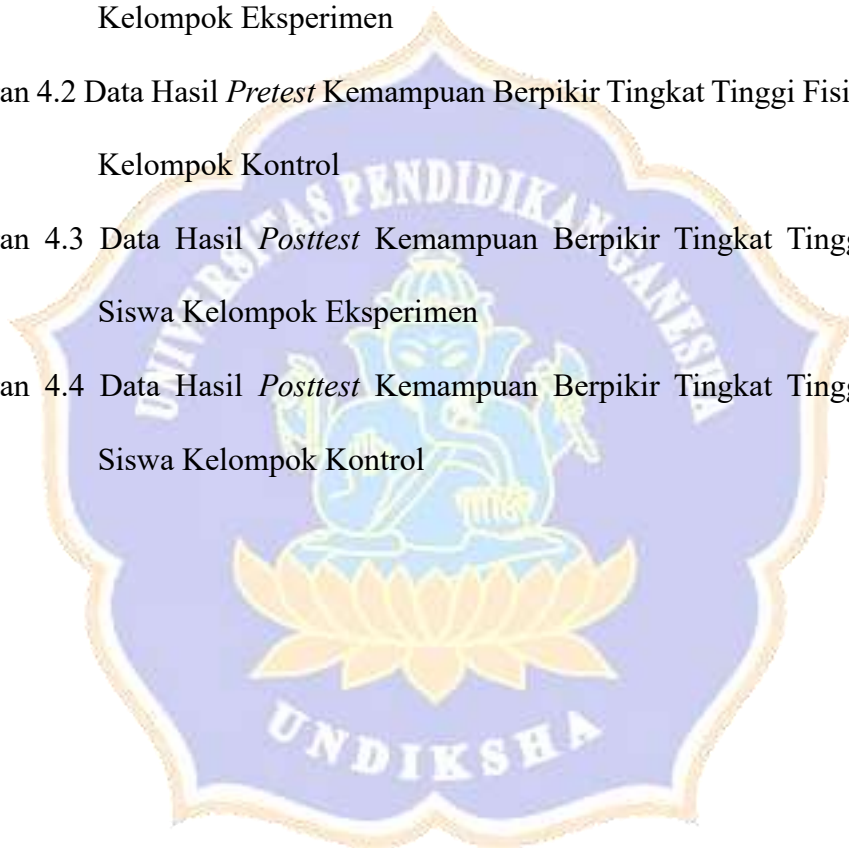 Kelompok Eksperimen
an 4.2 Data Hasil Pretest Kemampuan Berpikir Tingkat Tinggi Fisi
Kelompok Kontrol
an 4.3 Data Hasil Posttest Kemampuan Berpikir Tingkat Tingg
Siswa Kelompok Eksperimen
an 4.4 Data Hasil Posttest Kemampuan Berpikir Tingkat Tingg
Siswa Kelompok Kontrol
UNIVERSITAS PENDIDIKAN GANESHA
UNDIKSHA